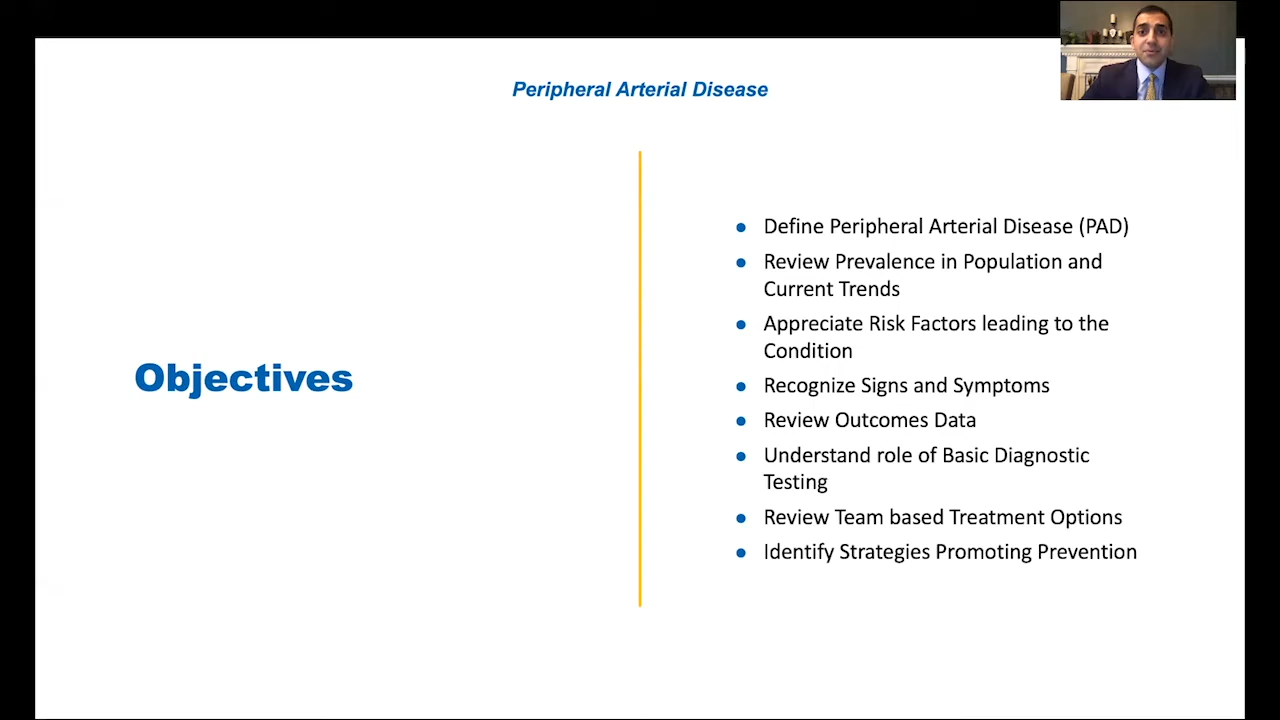 Peripheral Arterial Disease
Objectives
● Define Peripheral Arterial Disease (PAD)
● Review Prevalence in Population and
Current Trends
● Appreciate Risk Factors leading to the
Condition
● Recognize Signs and Symptoms
● Review Outcomes Data
● Understand role of Basic Diagnostic
Testing
● Review Team based Treatment Options
● Identify Strategies Promoting Prevention